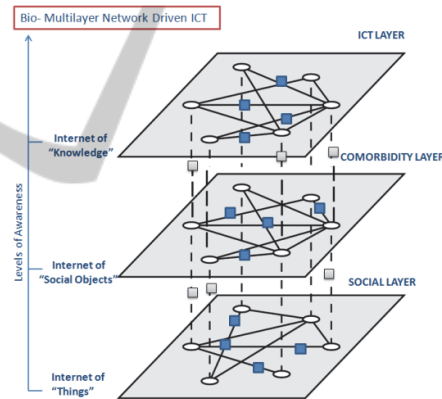 Bio- Multilayer Network Driven ICT
ICT LAYER
Internet of
“Knowledge”
COMORBIDITY LAYER
Levels of Awareness
Internet of
“Social Objects”
SOCIAL LAYER
Internet of
“Things”